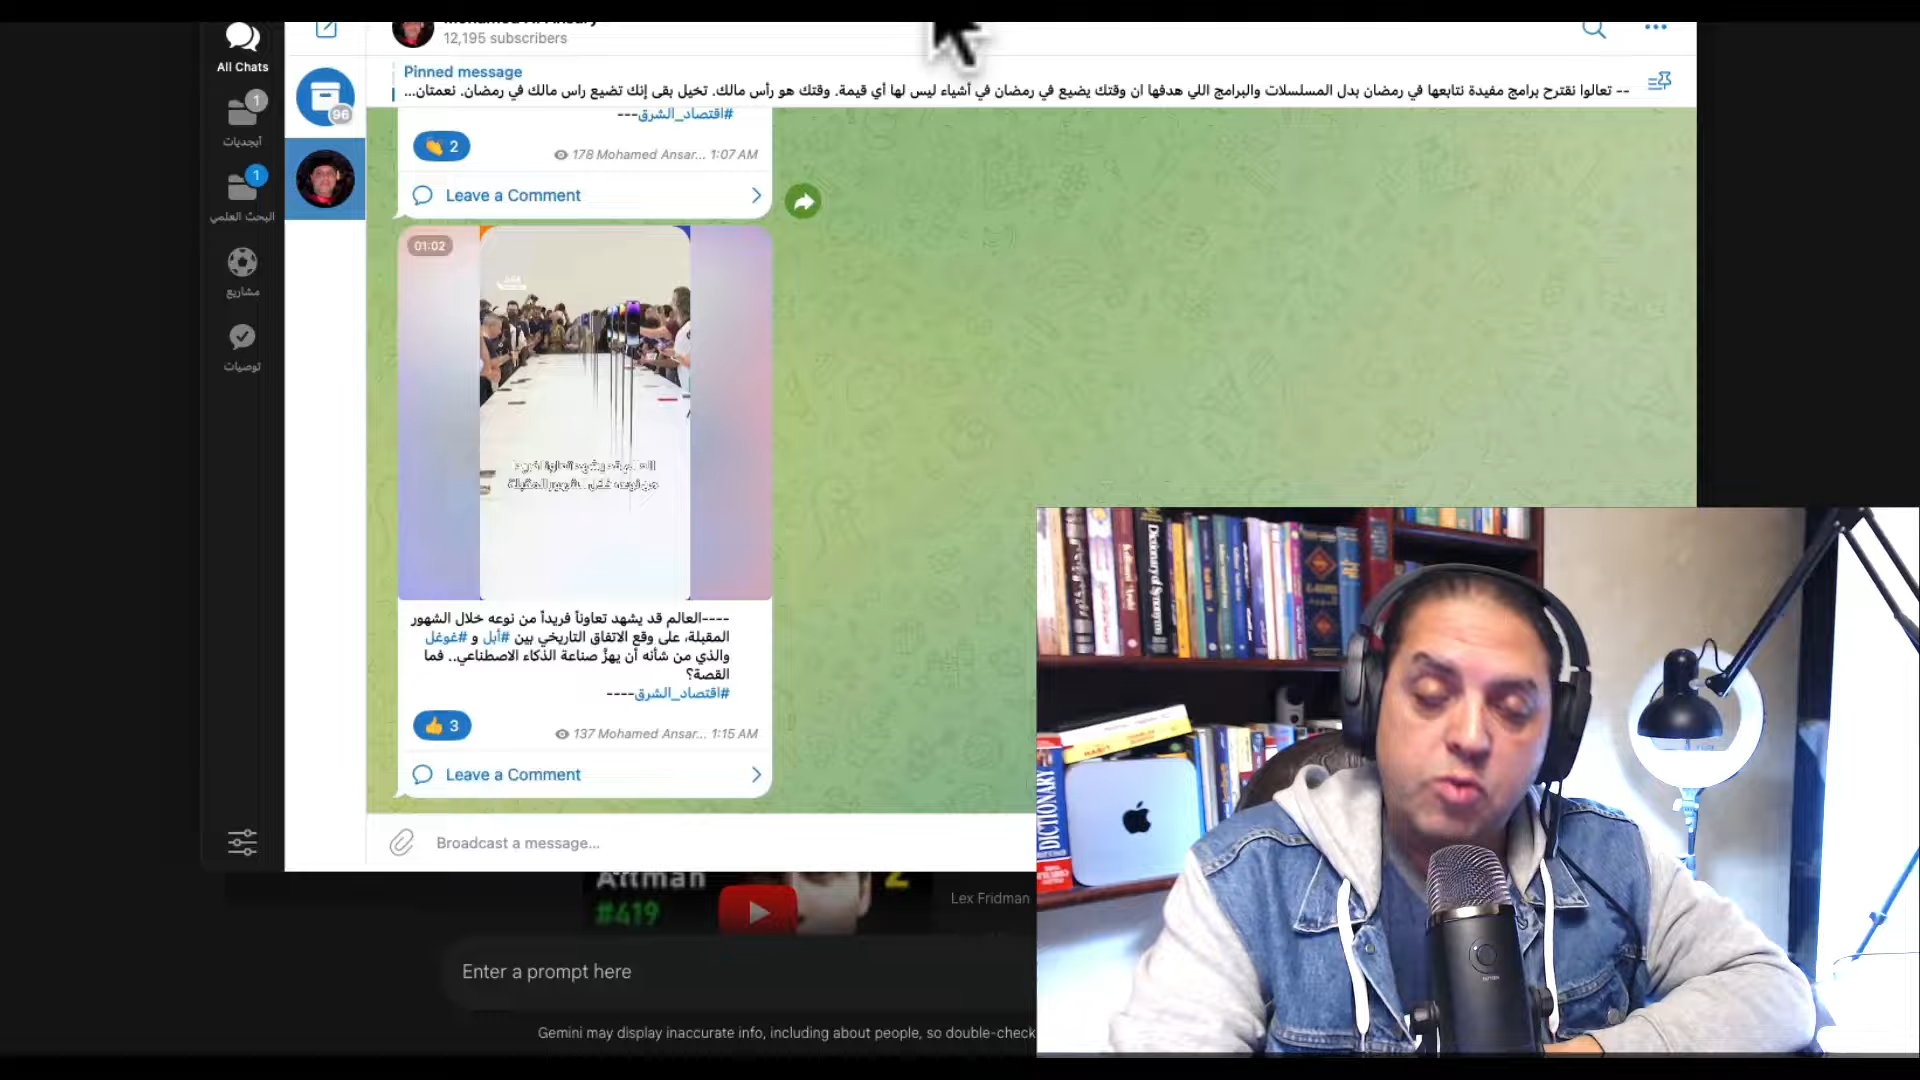 All Chats
1
أبجديات
1
البحث العلمي
مشاريع
توصيات
96
12,195 subscribers
Pinned message
-- تعالوا نقترح برامج مفيدة نتابعها في رمضان بدل المسلسلات والبرامج اللي هدفها ان وقتك يضيع في رمضان في أشياء ليس لها أي قيمة. وقتك هو رأس مالك. تخيل بقى إنك تضيع راس مالك في رمضان. نعمتان...
#اقتصاد_الشرق---
2
178 Mohamed Ansar... 1:07 AM
Leave a Comment
01:02
----العالم قد يشهد تعاوناً فريداً من نوعه خلال الشهور
المقبلة، على وقع الاتفاق التاريخي بين #أبل و #غوغل
والذي من شأنه أن يهزّ صناعة الذكاء الاصطناعي.. فما
القصة؟
#اقتصاد_الشرق----
3
137 Mohamed Ansar... 1:15 AM
Leave a Comment
Broadcast a message...
Altman
2
#419
Lex Fridman
Enter a prompt here
Gemini may display inaccurate info, including about people, so double-check
Dictionary of Synonyms
DICTIONARY